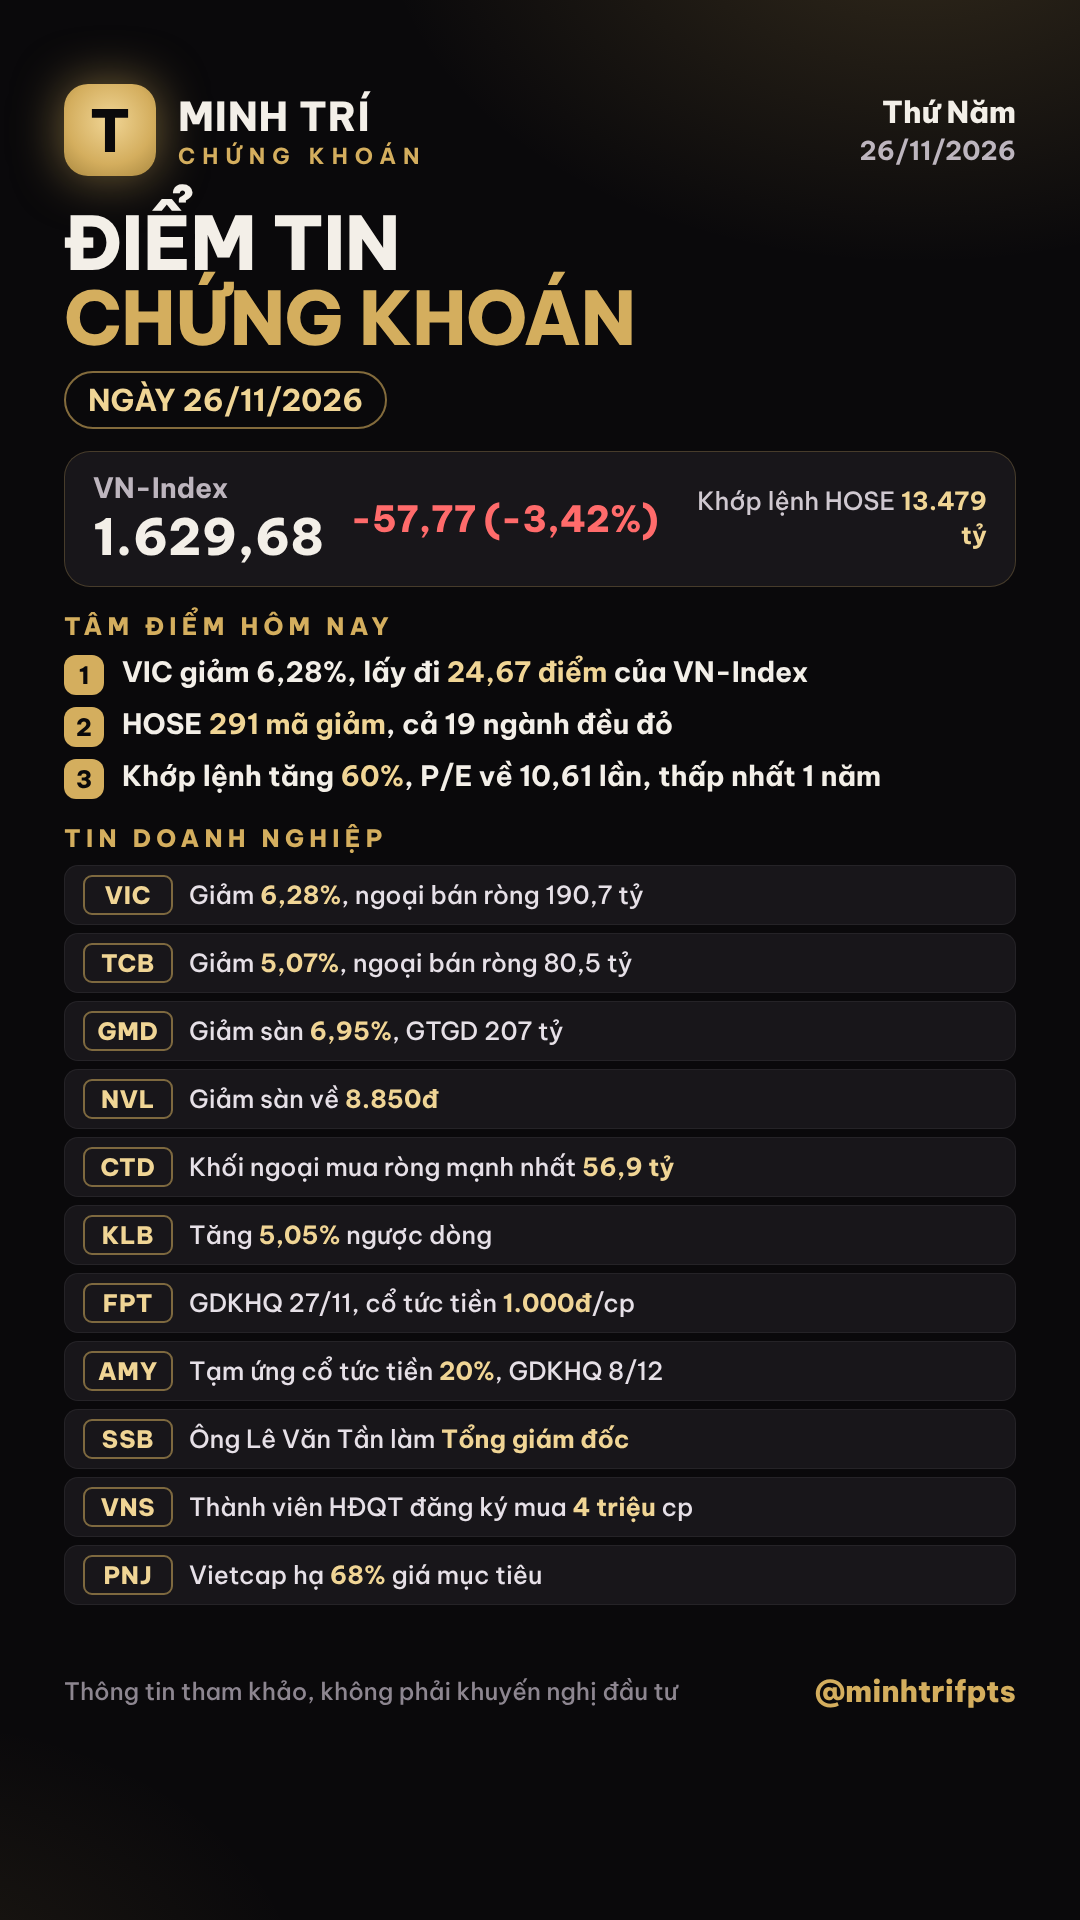 T
MINH TRÍ
CHỨNG KHOÁN
Thứ Năm
26/11/2026
ĐIỂM TIN
CHỨNG KHOÁN
NGÀY 26/11/2026
VN-Index
1.629,68
-57,77 (-3,42%)
Khớp lệnh HOSE 13.479
tỷ
TÂM ĐIỂM HÔM NAY
1 VIC giảm 6,28%, lấy đi 24,67 điểm của VN-Index
2 HOSE 291 mã giảm, cả 19 ngành đều đỏ
3 Khớp lệnh tăng 60%, P/E về 10,61 lần, thấp nhất 1 năm
TIN DOANH NGHIỆP
VIC Giảm 6,28%, ngoại bán ròng 190,7 tỷ
TCB Giảm 5,07%, ngoại bán ròng 80,5 tỷ
GMD Giảm sàn 6,95%, GTGD 207 tỷ
NVL Giảm sàn về 8.850đ
CTD Khối ngoại mua ròng mạnh nhất 56,9 tỷ
KLB Tăng 5,05% ngược dòng
FPT GDKHQ 27/11, cổ tức tiền 1.000đ/cp
AMY Tạm ứng cổ tức tiền 20%, GDKHQ 8/12
SSB Ông Lê Văn Tần làm Tổng giám đốc
VNS Thành viên HĐQT đăng ký mua 4 triệu cp
PNJ Vietcap hạ 68% giá mục tiêu
Thông tin tham khảo, không phải khuyến nghị đầu tư
@minhtrifpts